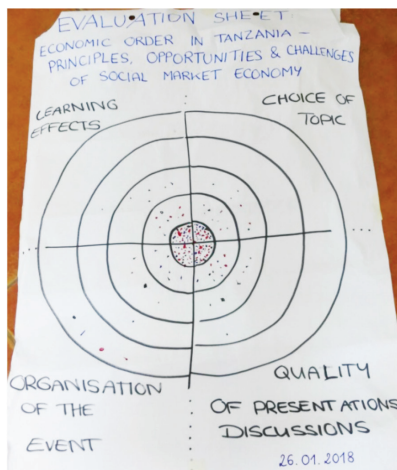 EVALUATION SHEET
ECONOMIC ORDER IN TANZANIA –
PRINCIPLES, OPPORTUNITIES & CHALLENGES
OF SOCIAL MARKET ECONOMY
LEARNING
EFFECTS
CHOICE OF
TOPIC
ORGANISATION
OF THE
EVENT
QUALITY
OF PRESENTATIONS
DISCUSSIONS
26.01.2018